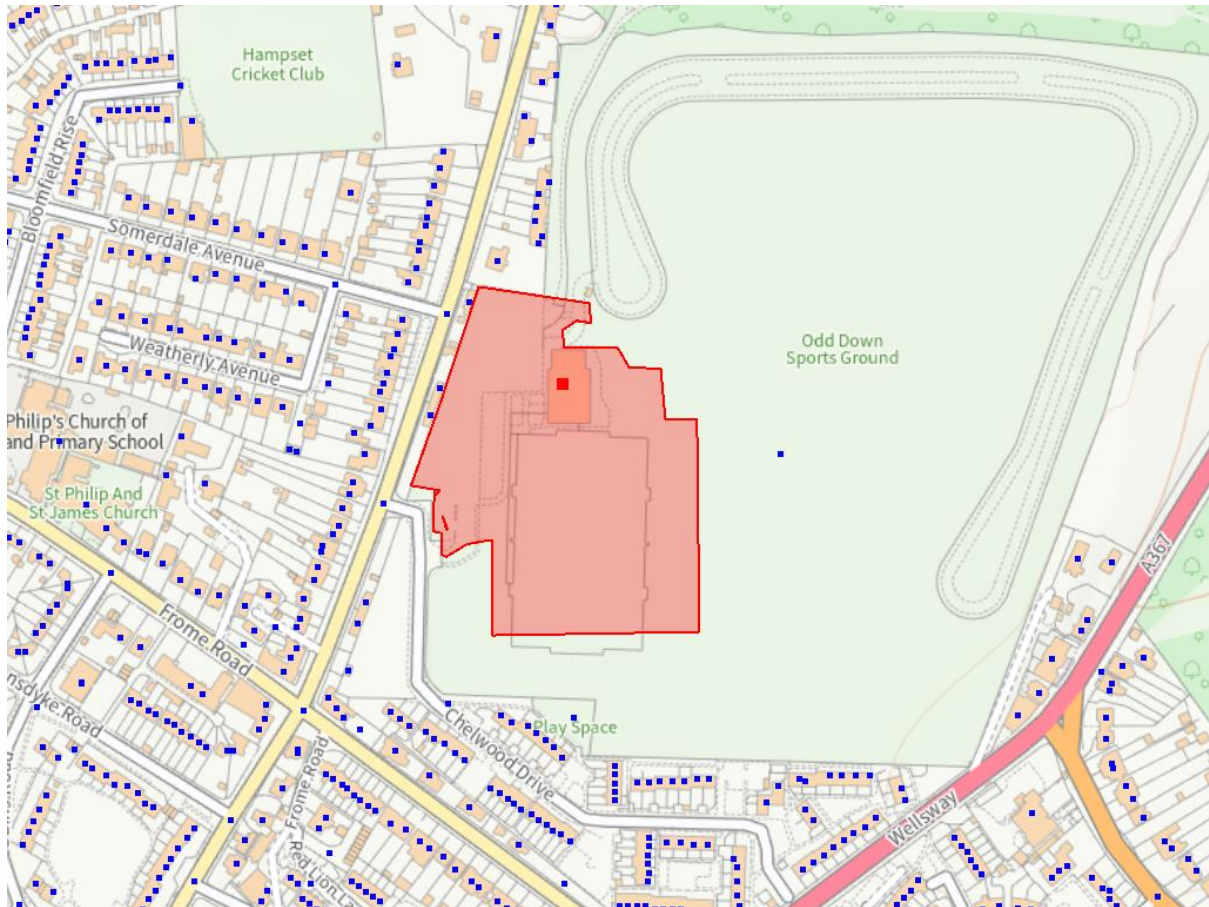 Hampset
Cricket Club
Bloomfield Rise
Somerdale Avenue
Weatherly Avenue
Odd Down
Sports Ground
Philip's Church of
and Primary School
St Philip And
St James Church
A367
Frome Road
nsdyke Road
Chelwood Drive
Play Space
Frome Road
Red Lion La
Wellsway